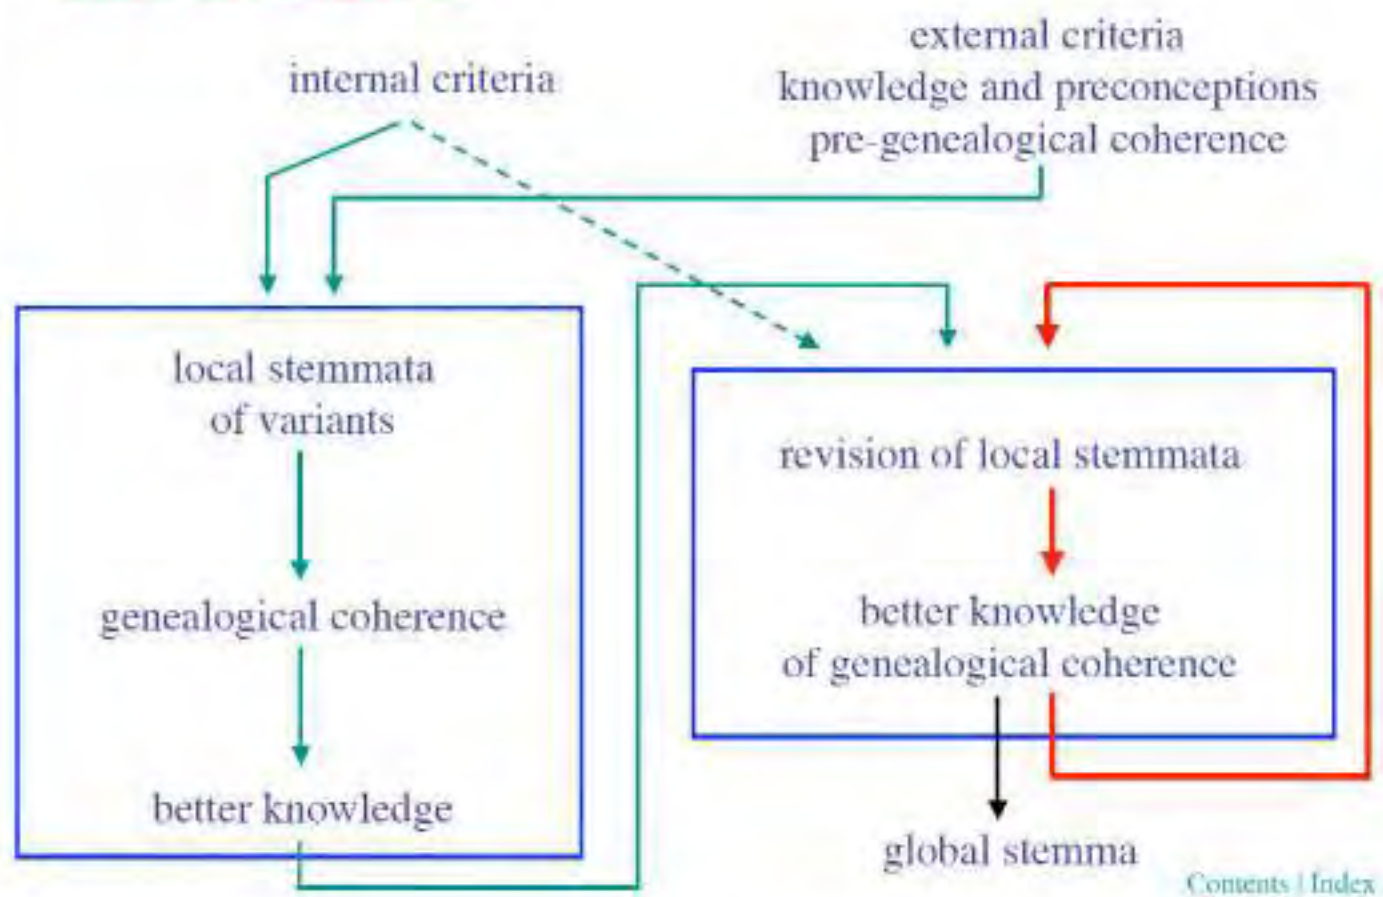 internal criteria
external criteria
knowledge and preconceptions
pre-genealogical coherence
local stemmata
of variants
genealogical coherence
better knowledge
revision of local stemmata
better knowledge
of genealogical coherence
global stemma
Contents | Index